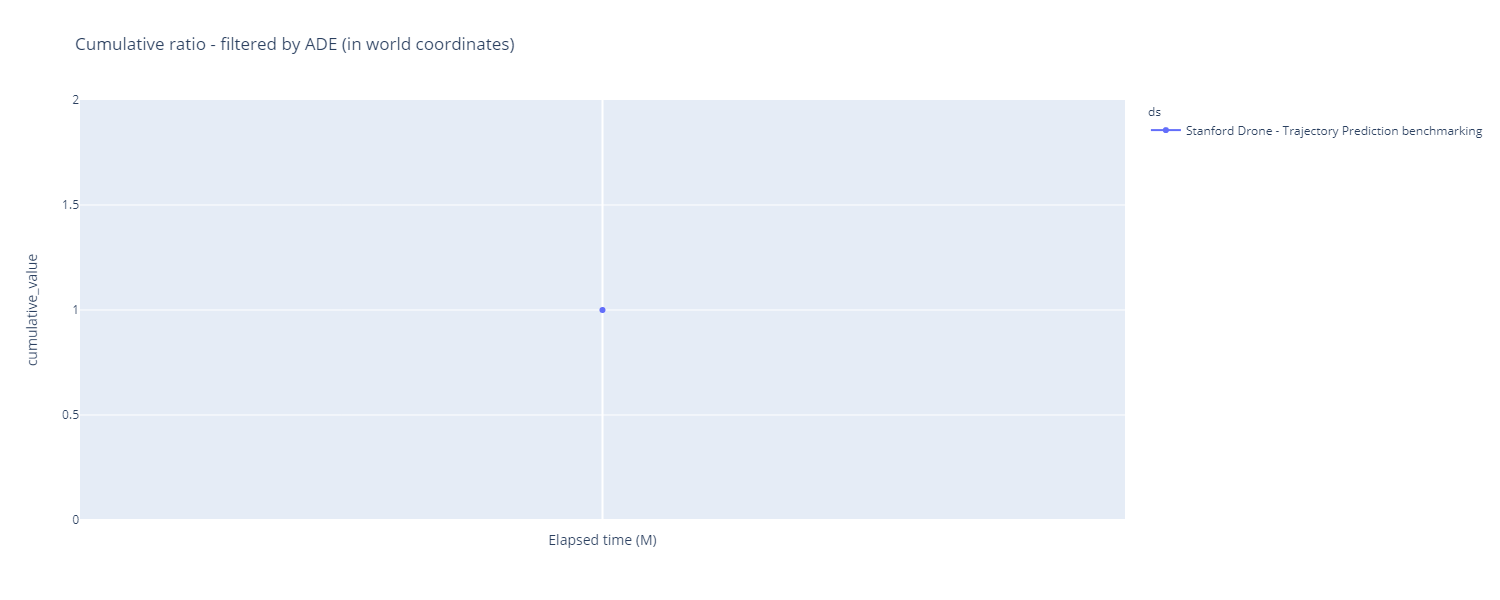 Cumulative ratio - filtered by ADE (in world coordinates)
2
1.5
1
0.5
0
cumulative_value
Elapsed time (M)
ds
Stanford Drone - Trajectory Prediction benchmarking